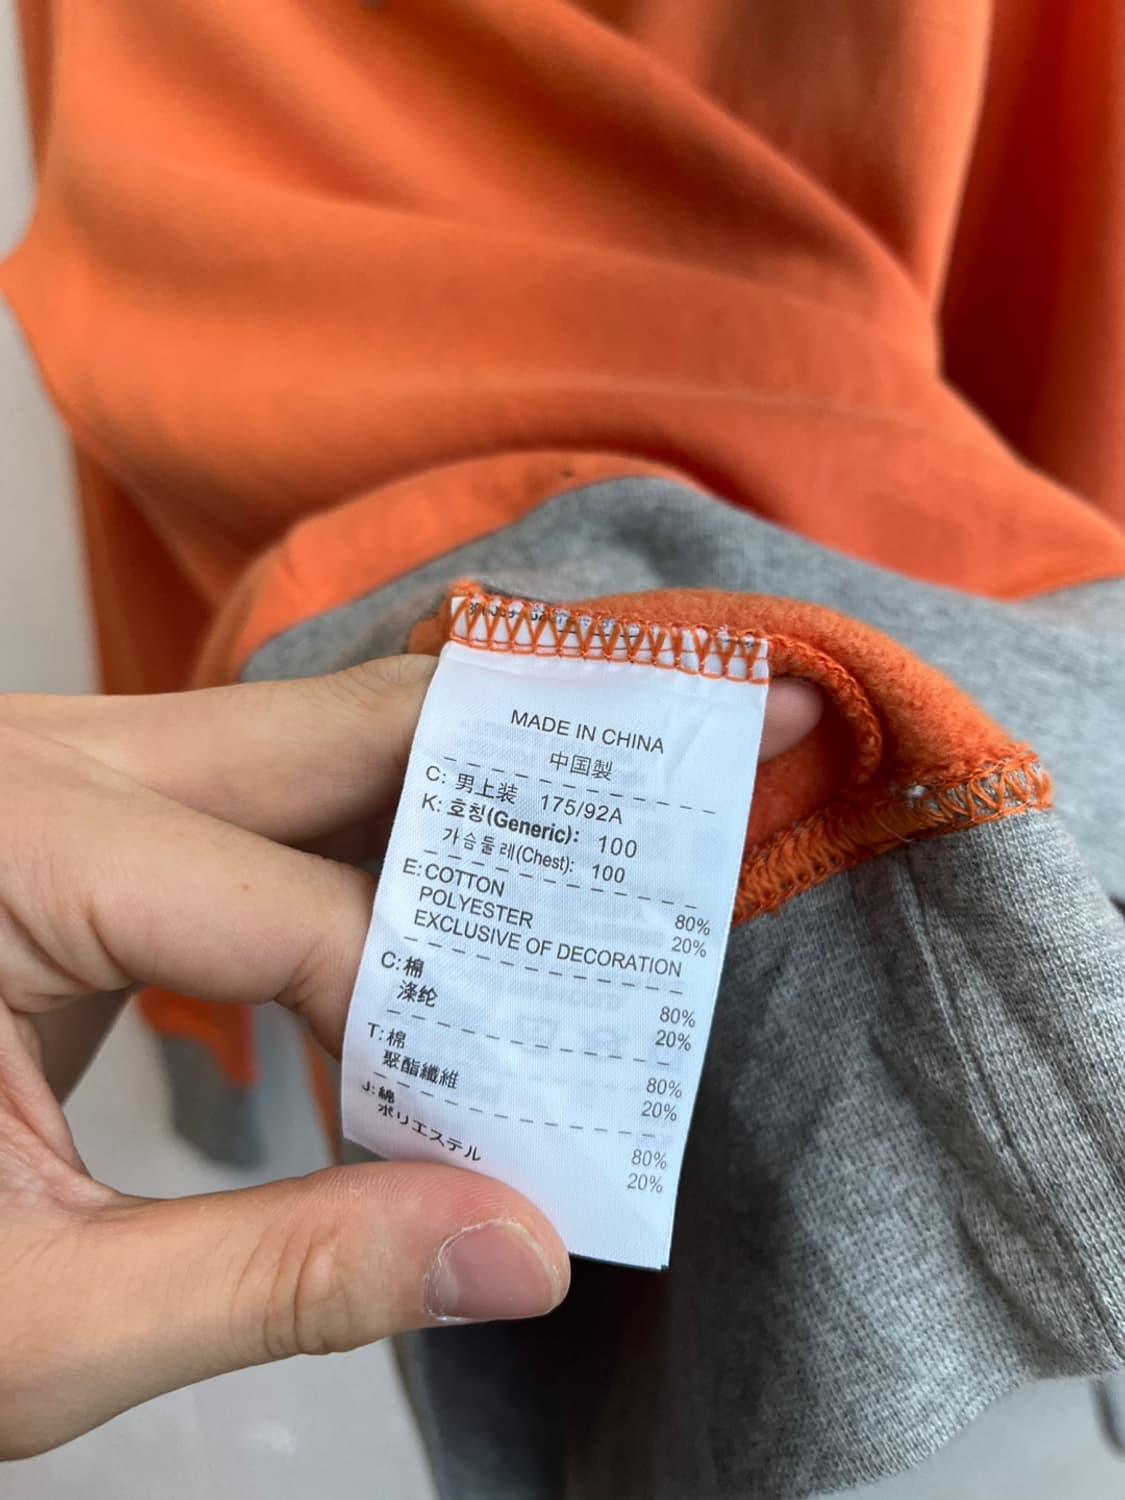 MADE IN CHINA
中国製
C: 男上装 175/92A
K: 호칭(Generic): 100
가슴둘레(Chest): 100
E: COTTON 80%
POLYESTER 20%
EXCLUSIVE OF DECORATION
C: 棉 80%
涤纶 20%
T: 棉 80%
聚酯纖維 20%
J: 綿 80%
ポリエステル 20%